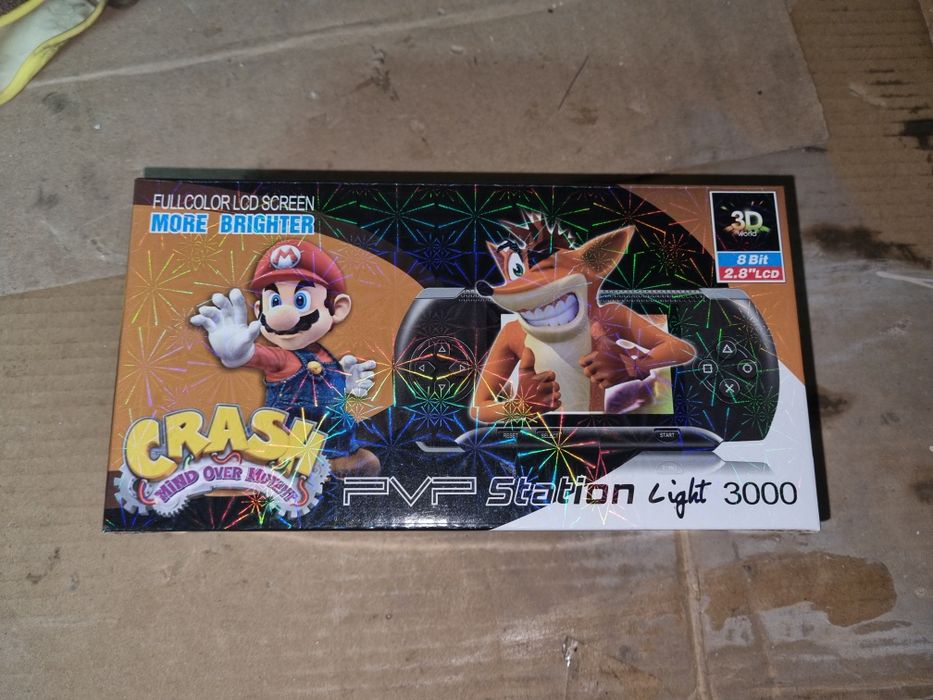 FULLCOLOR LCD SCREEN
MORE BRIGHTER
3D
world
8 Bit
2.8"LCD
M
CRASH
MIND OVER MUTANT
RESET
SELECT
START
PVP Station Light 3000